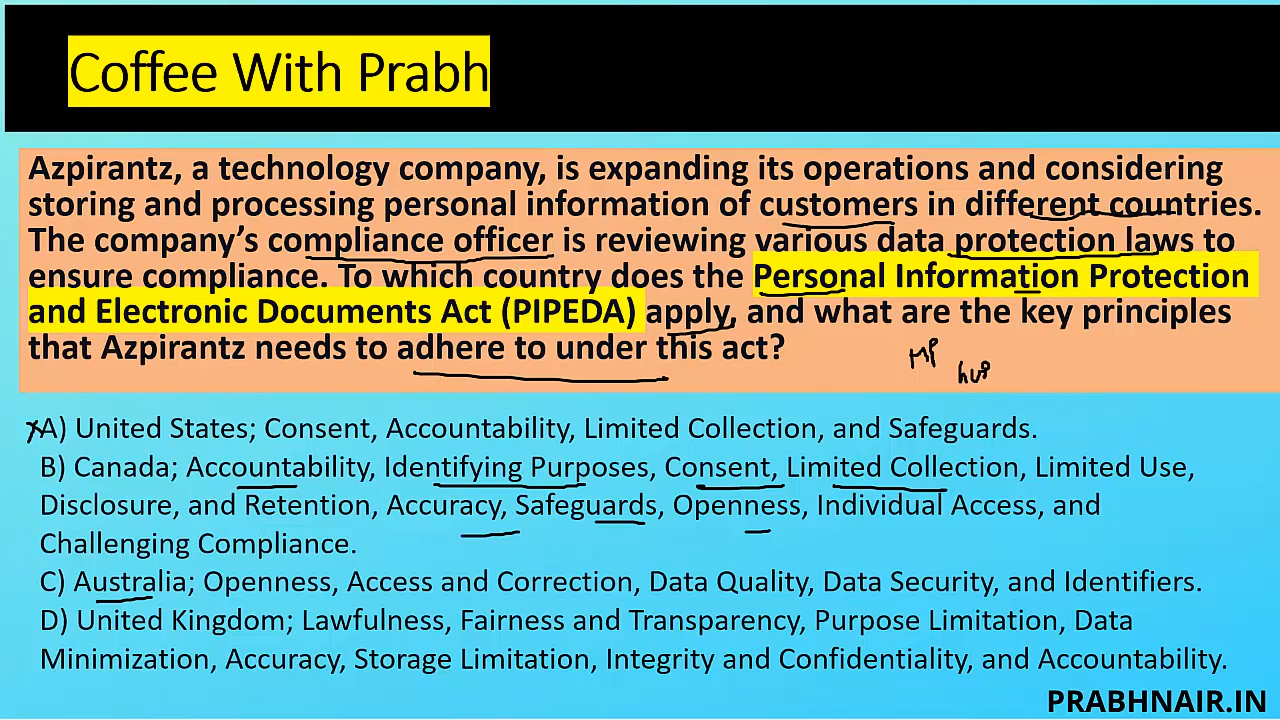 Coffee With Prabh
Azpirantz, a technology company, is expanding its operations and considering
storing and processing personal information of customers in different countries.
The company's compliance officer is reviewing various data protection laws to
ensure compliance. To which country does the Personal Information Protection
and Electronic Documents Act (PIPEDA) apply, and what are the key principles
that Azpirantz needs to adhere to under this act?
A) United States; Consent, Accountability, Limited Collection, and Safeguards.
B) Canada; Accountability, Identifying Purposes, Consent, Limited Collection, Limited Use,
Disclosure, and Retention, Accuracy, Safeguards, Openness, Individual Access, and
Challenging Compliance.
C) Australia; Openness, Access and Correction, Data Quality, Data Security, and Identifiers.
D) United Kingdom; Lawfulness, Fairness and Transparency, Purpose Limitation, Data
Minimization, Accuracy, Storage Limitation, Integrity and Confidentiality, and Accountability.
PRABHNAIR.IN